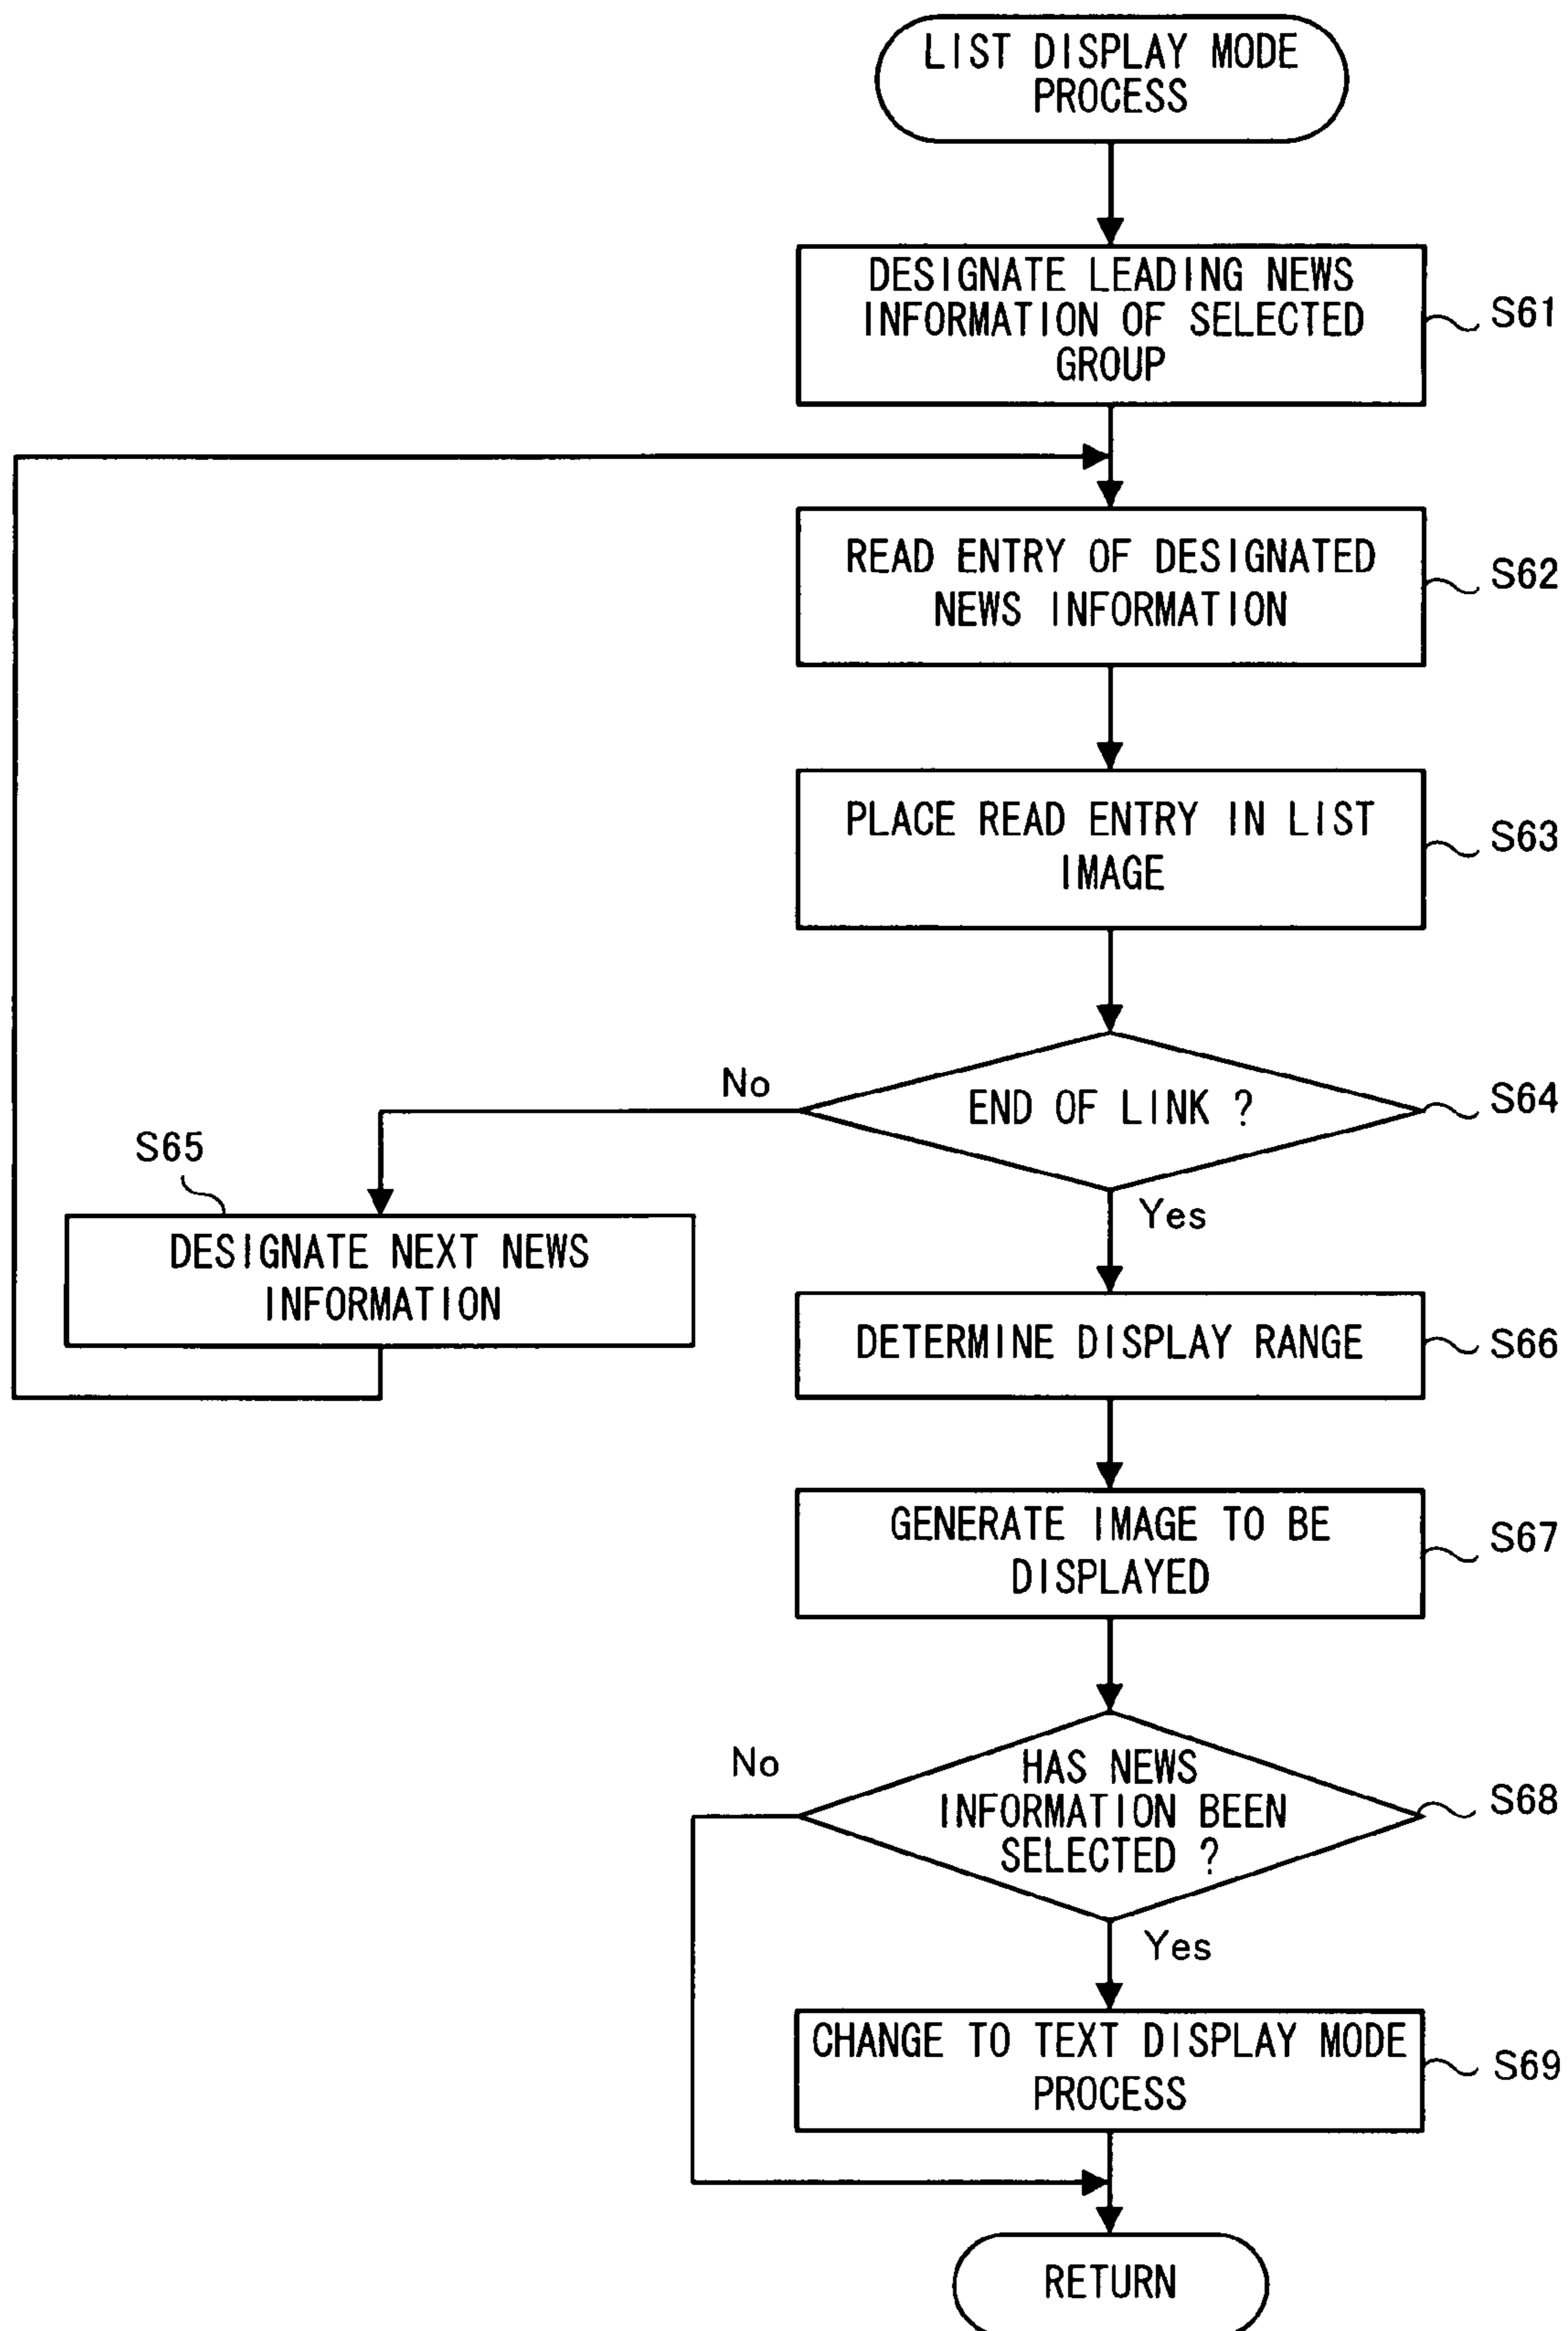 LIST DISPLAY MODE
PROCESS
DESIGNATE LEADING NEWS
INFORMATION OF SELECTED
GROUP
S61
READ ENTRY OF DESIGNATED
NEWS INFORMATION
S62
PLACE READ ENTRY IN LIST
IMAGE
S63
No
END OF LINK ?
S64
S65
DESIGNATE NEXT NEWS
INFORMATION
Yes
DETERMINE DISPLAY RANGE
S66
GENERATE IMAGE TO BE
DISPLAYED
S67
No
HAS NEWS
INFORMATION BEEN
SELECTED ?
S68
Yes
CHANGE TO TEXT DISPLAY MODE
PROCESS
S69
RETURN